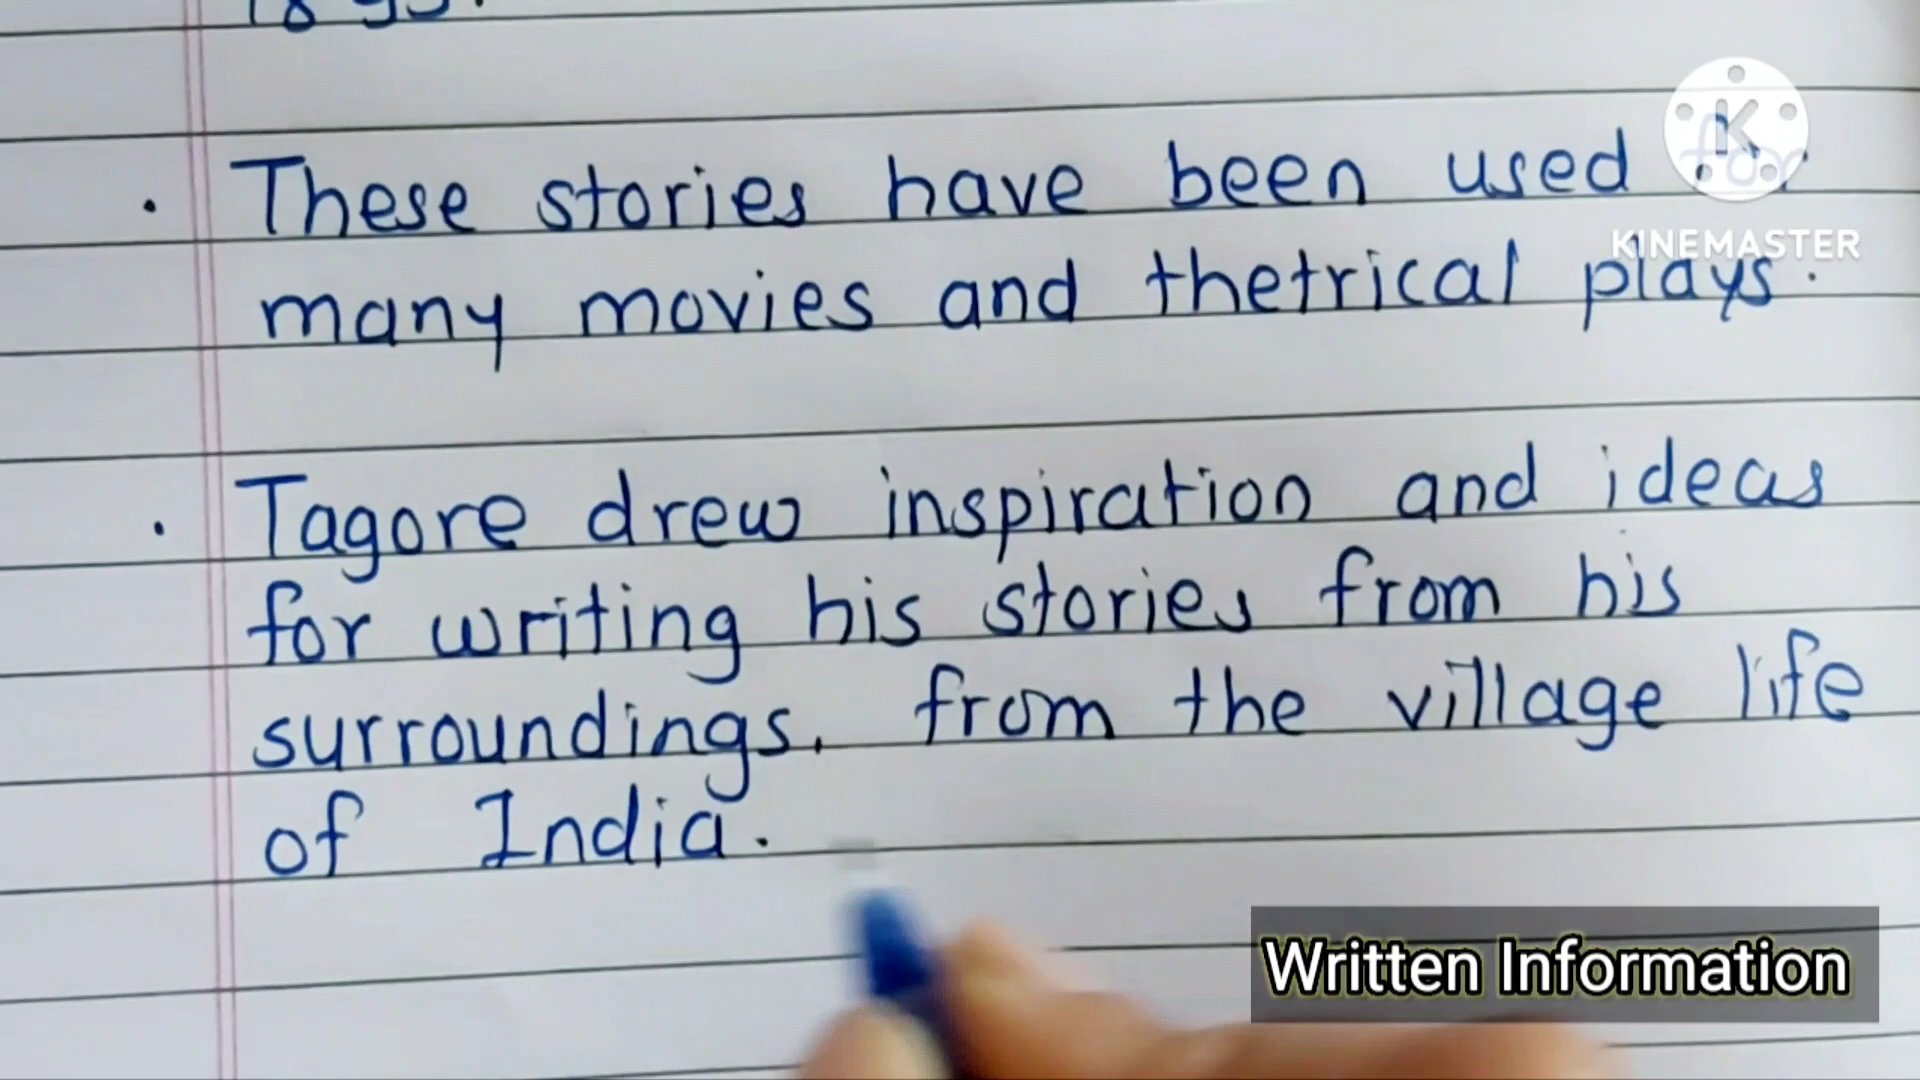 These stories have been used for
KINEMASTER
many movies and thetrical plays.
Tagore drew inspiration and ideas
for writing his stories from his
surroundings, from the village life
of India.
Written Information